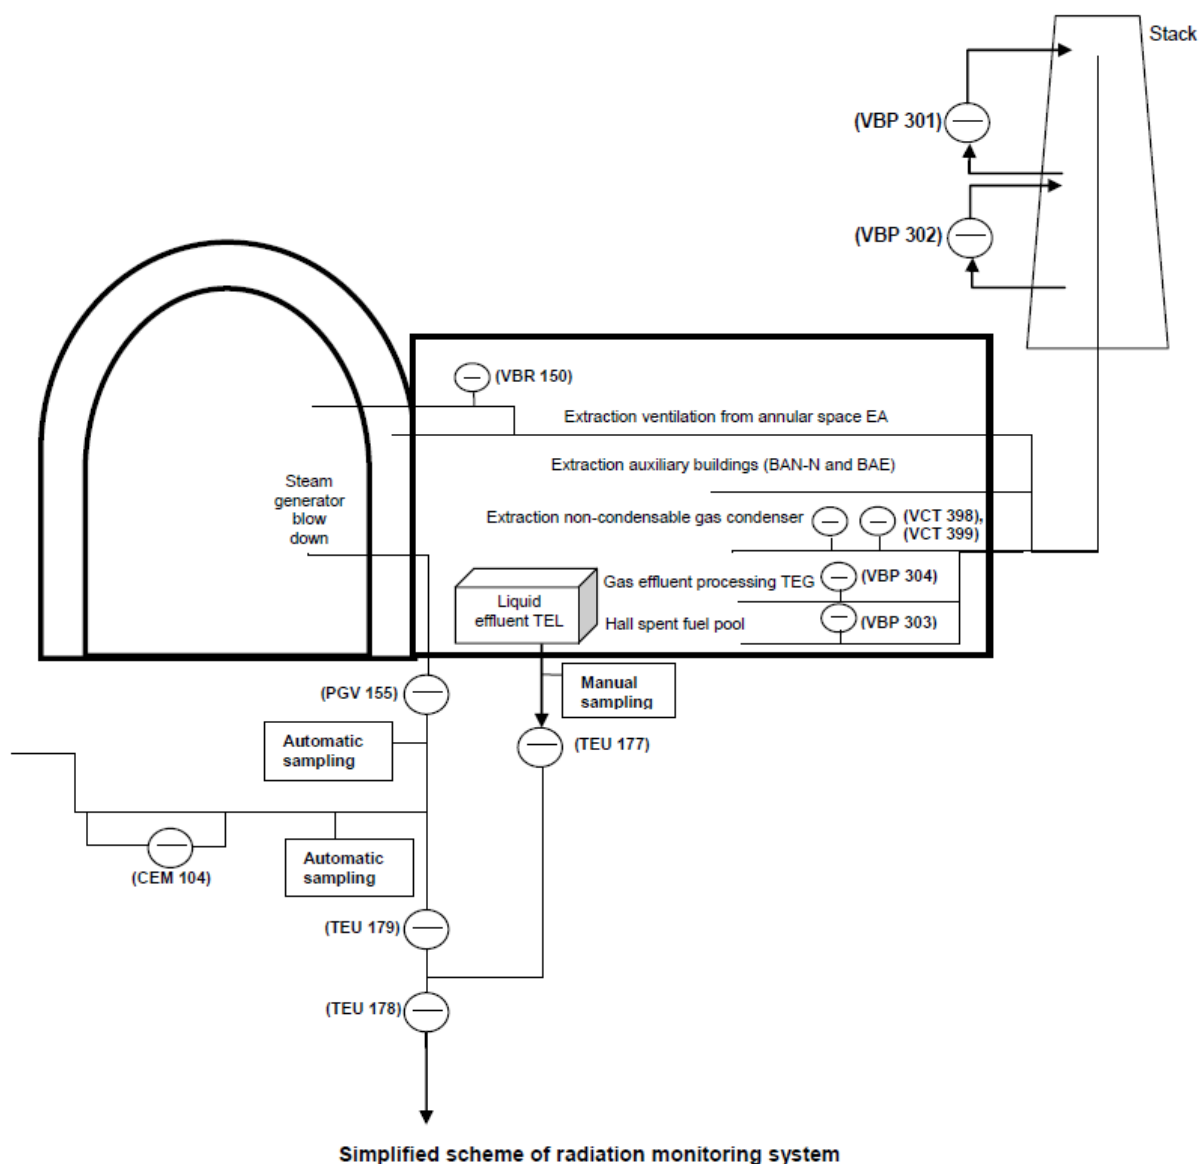 Stack
(VBP 301)
(VBP 302)
(VBR 150)
Extraction ventilation from annular space EA
Extraction auxiliary buildings (BAN-N and BAE)
Steam
generator
blow
down
Extraction non-condensable gas condenser
(VCT 398),
(VCT 399)
Gas effluent processing TEG
(VBP 304)
Liquid
effluent TEL
Hall spent fuel pool
(VBP 303)
(PGV 155)
Manual
sampling
Automatic
sampling
(TEU 177)
Automatic
sampling
(CEM 104)
(TEU 179)
(TEU 178)
Simplified scheme of radiation monitoring system